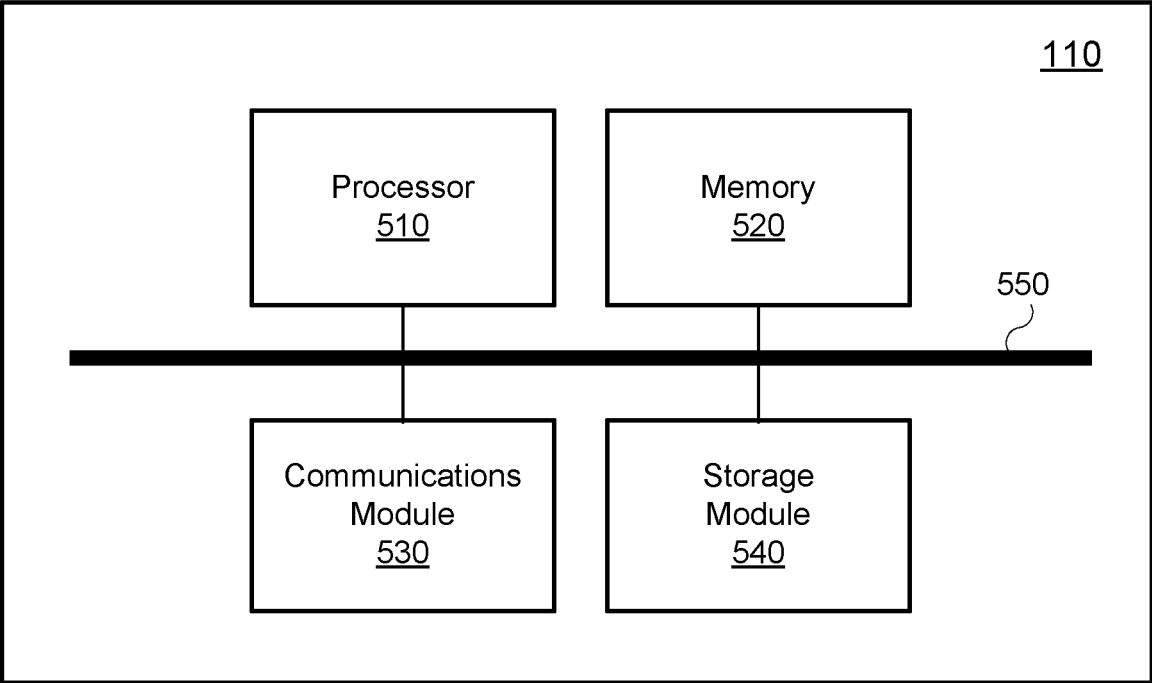 110
Processor
510
Memory
520
550
Communications
Module
530
Storage
Module
540